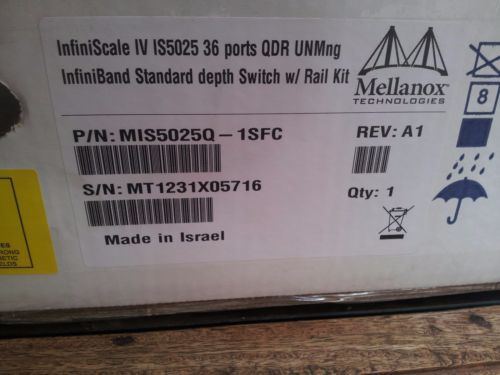 InfiniScale IV IS5025 36 ports QDR UNMng
InfiniBand Standard depth Switch w/ Rail Kit
Mellanox
TECHNOLOGIES
P/N: MIS5025Q-1SFC
REV: A1
S/N: MT1231X05716
Qty: 1
Made in Israel
8